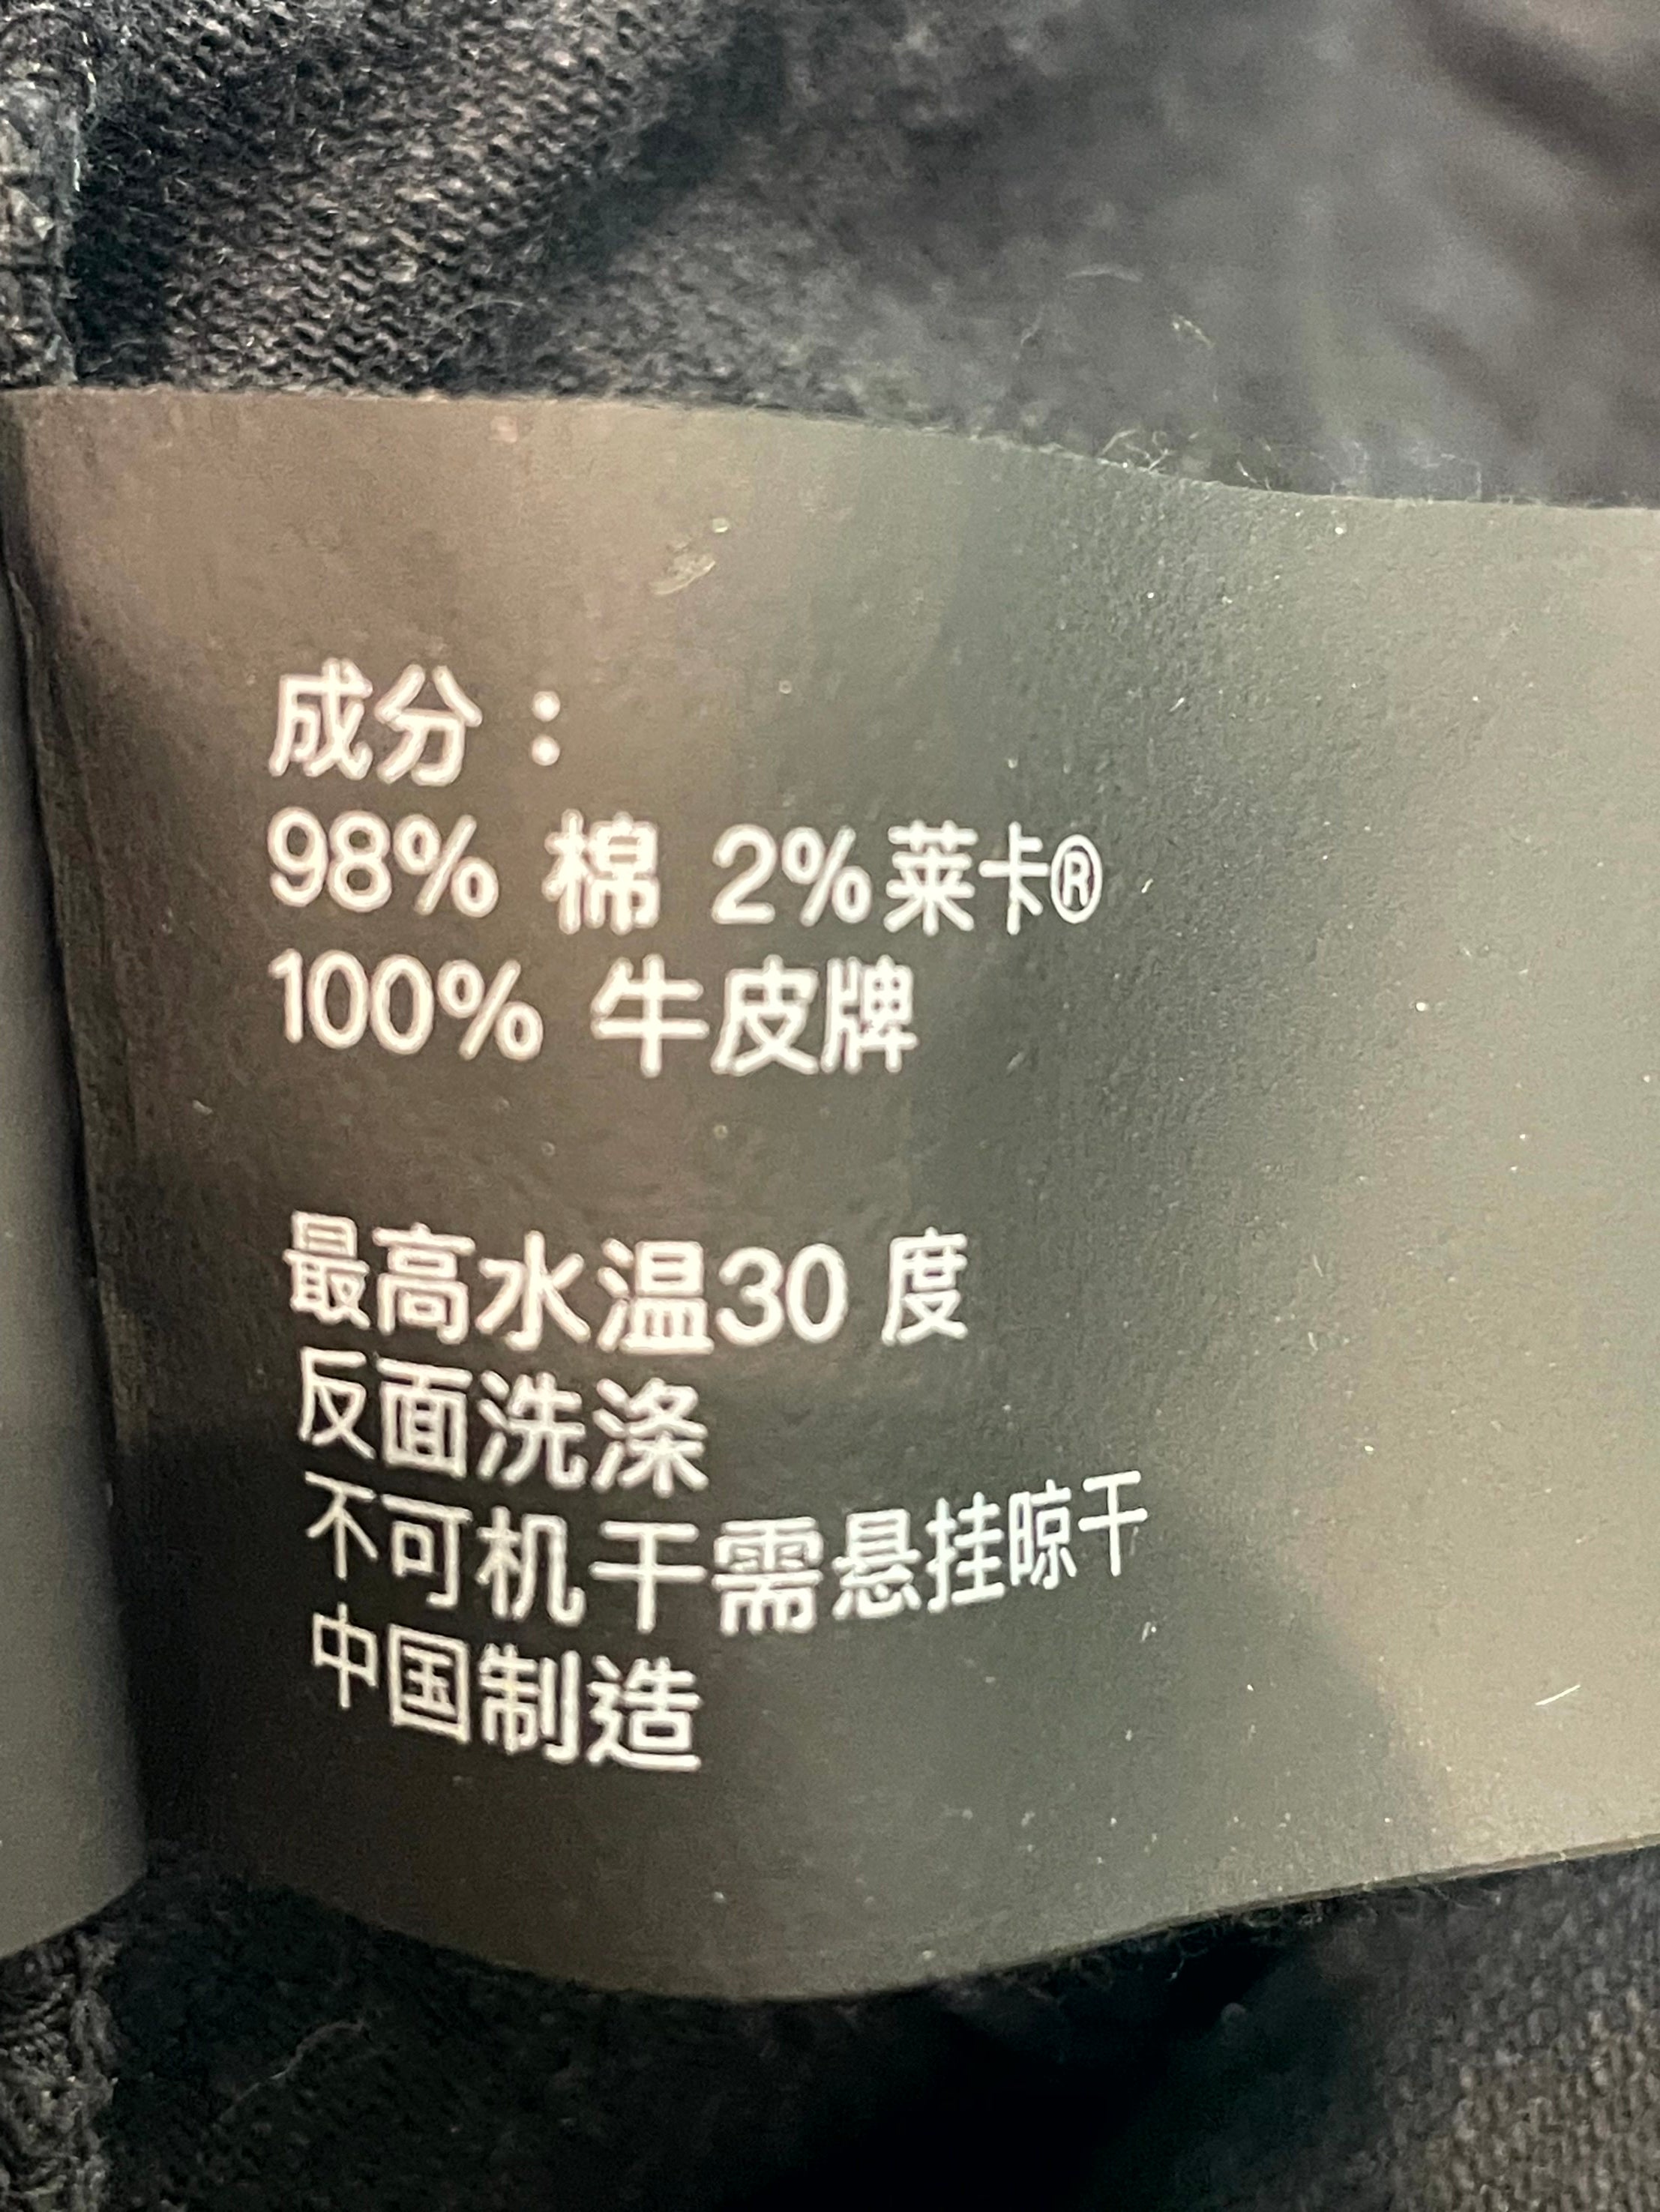 成分：
98% 棉 2%莱卡®
100% 牛皮牌
最高水温30 度
反面洗涤
不可机干需悬挂晾干
中国制造